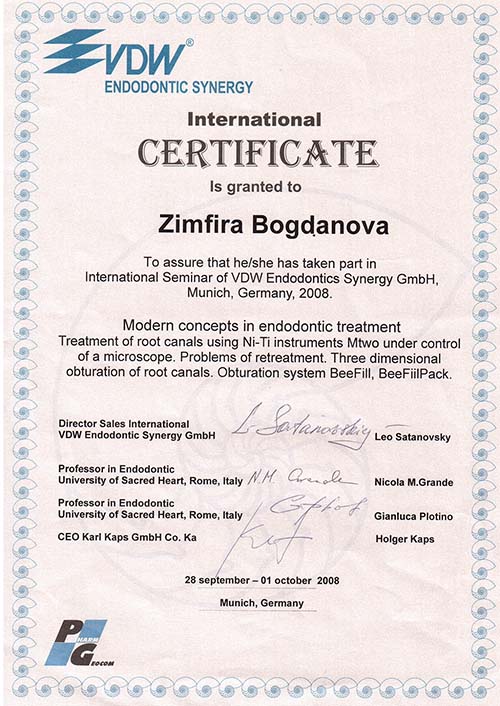 VDW®
ENDODONTIC SYNERGY
International
CERTIFICATE
Is granted to
Zimfira Bogdanova
To assure that he/she has taken part in
International Seminar of VDW Endodontics Synergy GmbH,
Munich, Germany, 2008.
Modern concepts in endodontic treatment
Treatment of root canals using Ni-Ti instruments Mtwo under control
of a microscope. Problems of retreatment. Three dimensional
obturation of root canals. Obturation system BeeFill, BeeFiilPack.
Director Sales International
VDW Endodontic Synergy GmbH L. Satanovskiy Leo Satanovsky
Professor in Endodontic
University of Sacred Heart, Rome, Italy N.M. Grande Nicola M.Grande
Professor in Endodontic
University of Sacred Heart, Rome, Italy Gianluca Plotino
CEO Karl Kaps GmbH Co. Ka Holger Kaps
28 september – 01 october 2008
Munich, Germany
PHARM
GEOCOM